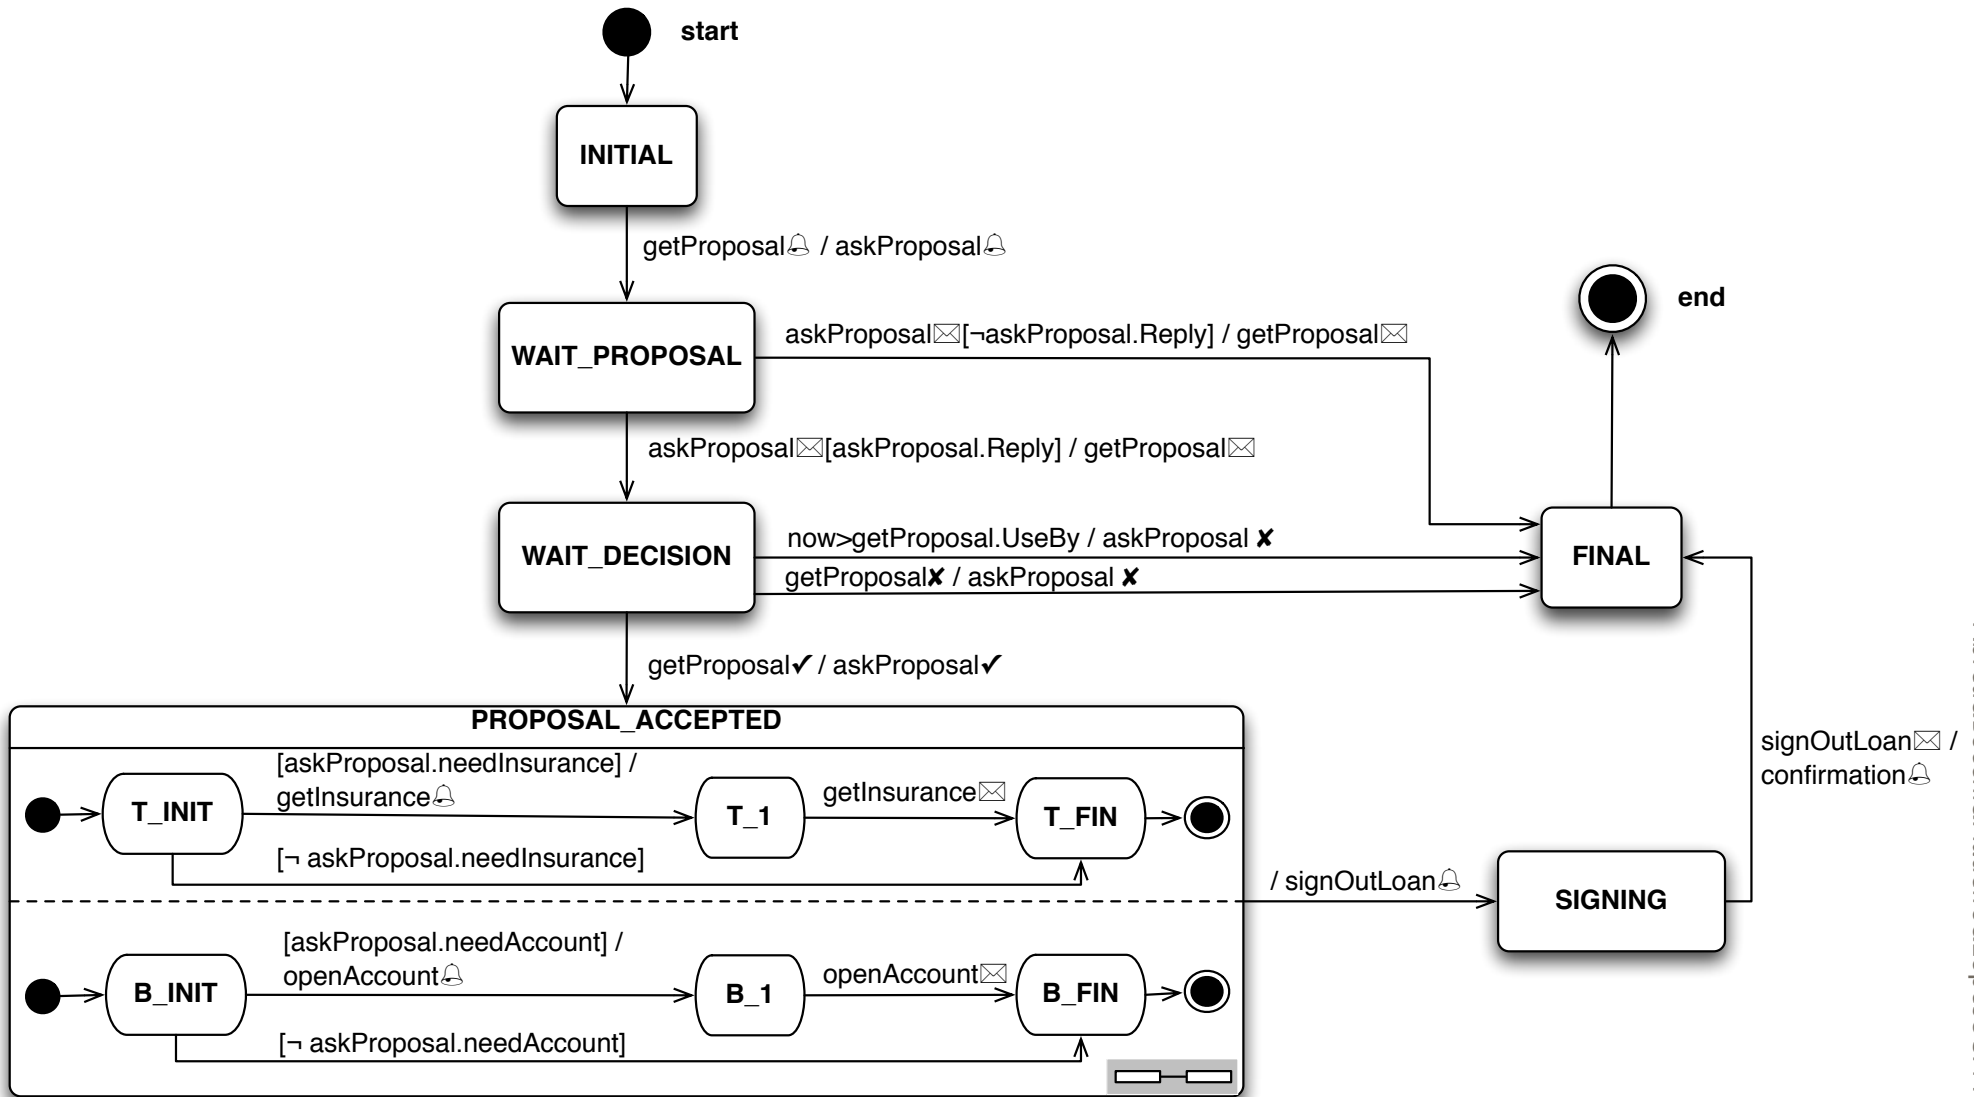 start
INITIAL
getProposal🔔 / askProposal🔔
end
askProposal✉[¬askProposal.Reply] / getProposal✉
WAIT_PROPOSAL
askProposal✉[askProposal.Reply] / getProposal✉
now>getProposal.UseBy / askProposal ✘
WAIT_DECISION
FINAL
getProposal✘ / askProposal ✘
getProposal✔ / askProposal✔
PROPOSAL_ACCEPTED
[askProposal.needInsurance] /
getInsurance🔔
T_INIT
T_1
getInsurance✉
T_FIN
[¬ askProposal.needInsurance]
signOutLoan✉ /
confirmation🔔
/ signOutLoan🔔
SIGNING
[askProposal.needAccount] /
openAccount🔔
B_INIT
B_1
openAccount✉
B_FIN
[¬ askProposal.needAccount]